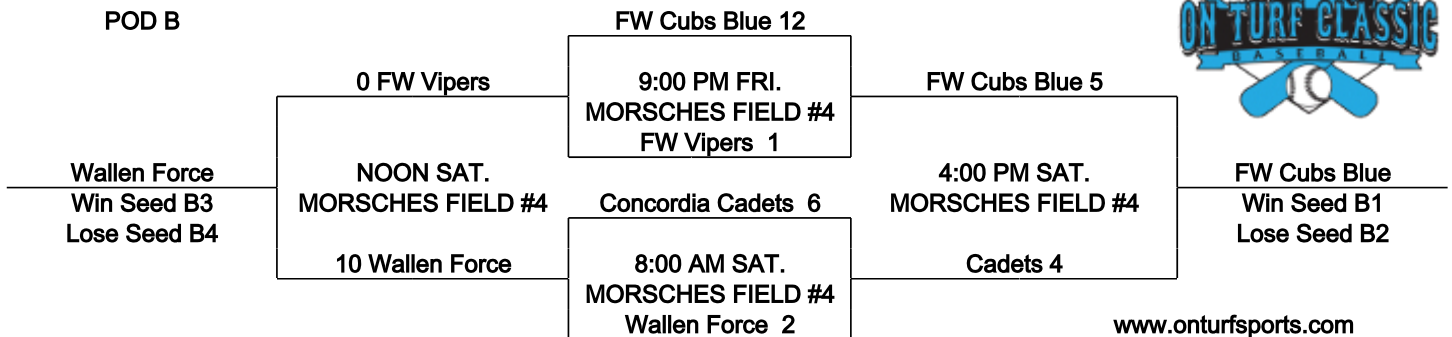 POD B
FW Cubs Blue 12
ON TURF CLASSIC
BASEBALL
0 FW Vipers
9:00 PM FRI.
FW Cubs Blue 5
MORSCHES FIELD #4
FW Vipers 1
Wallen Force
NOON SAT.
4:00 PM SAT.
FW Cubs Blue
Win Seed B3
MORSCHES FIELD #4
Concordia Cadets 6
MORSCHES FIELD #4
Win Seed B1
Lose Seed B4
Lose Seed B2
10 Wallen Force
8:00 AM SAT.
Cadets 4
MORSCHES FIELD #4
Wallen Force 2
www.onturfsports.com